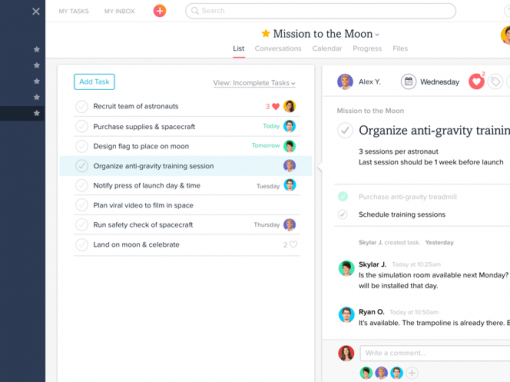 MY TASKS MY INBOX Search
Mission to the Moon
List Conversations Calendar Progress Files
Add Task View: Incomplete Tasks
Recruit team of astronauts 3
Purchase supplies & spacecraft Today
Design flag to place on moon Tomorrow
Organize anti-gravity training session
Notify press of launch day & time Tuesday
Plan viral video to film in space
Run safety check of spacecraft Thursday
Land on moon & celebrate 2
Alex Y. Wednesday 2
Mission to the Moon
Organize anti-gravity trainin
3 sessions per astronaut
Last session should be 1 week before launch
Purchase anti-gravity treadmill
Schedule training sessions
Skylar J. created task Yesterday
Skylar J. Today at 10:25am
Is the simulation room available next Monday?
will be installed that day.
Ryan O. Today at 10:50am
It's available. The trampoline is already there.
Write a comment...